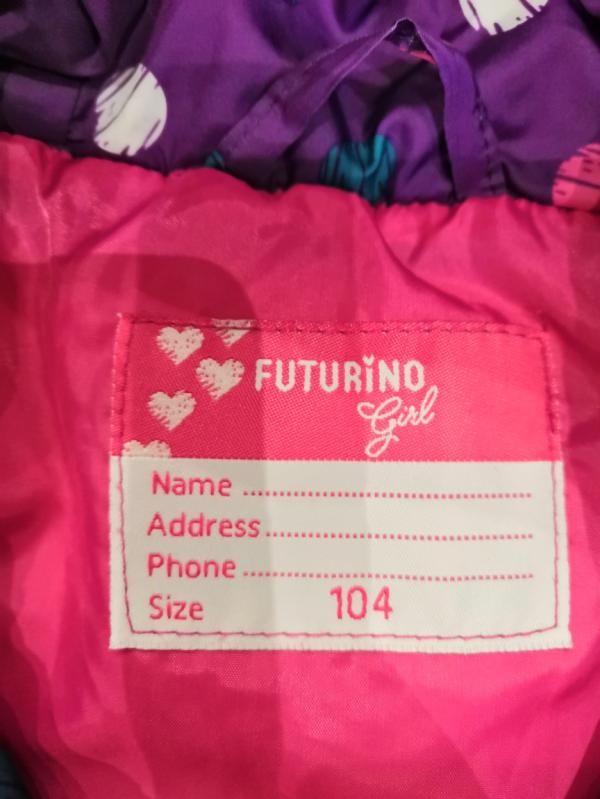 FUTURINO
Girl
Name ........................................
Address.....................................
Phone ........................................
Size 104